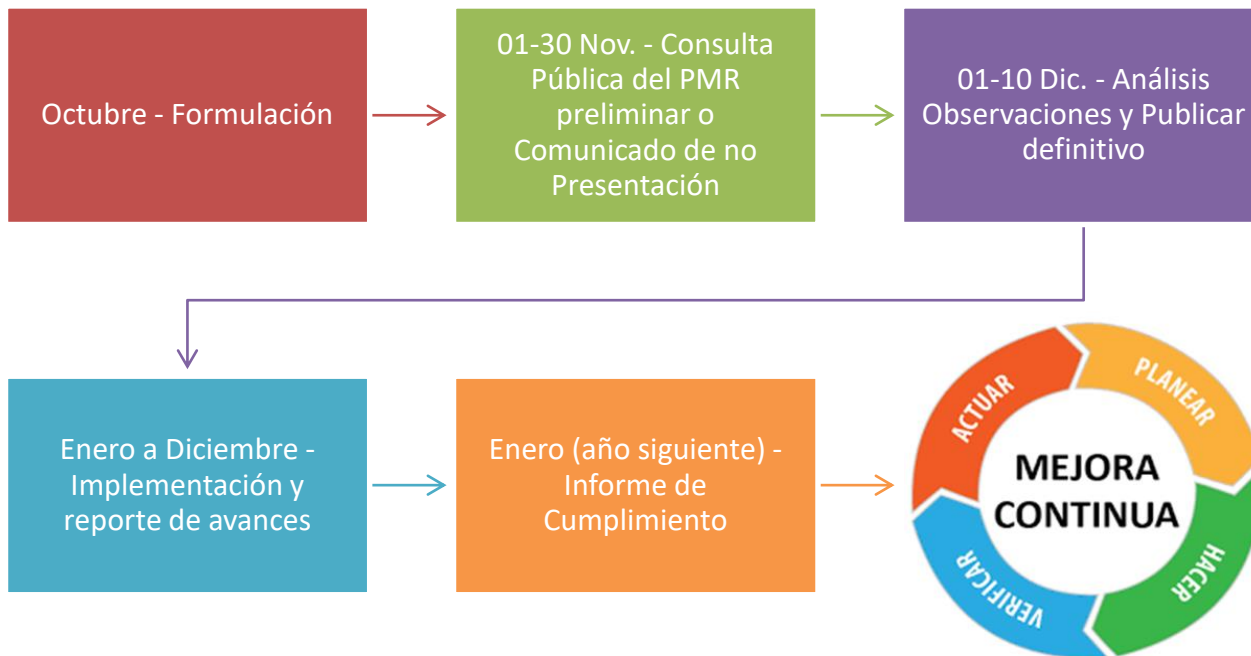 Octubre - Formulación
01-30 Nov. - Consulta
Pública del PMR
preliminar o
Comunicado de no
Presentación
01-10 Dic. - Análisis
Observaciones y Publicar
definitivo
Enero a Diciembre -
Implementación y
reporte de avances
Enero (año siguiente) -
Informe de
Cumplimiento
ACTUAR
PLANEAR
MEJORA
CONTINUA
VERIFICAR
HACER